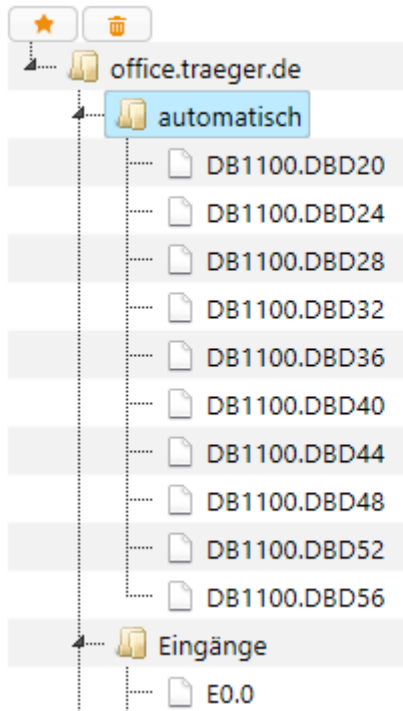 office.traeger.de
automatisch
DB1100.DBD20
DB1100.DBD24
DB1100.DBD28
DB1100.DBD32
DB1100.DBD36
DB1100.DBD40
DB1100.DBD44
DB1100.DBD48
DB1100.DBD52
DB1100.DBD56
Eingänge
E0.0